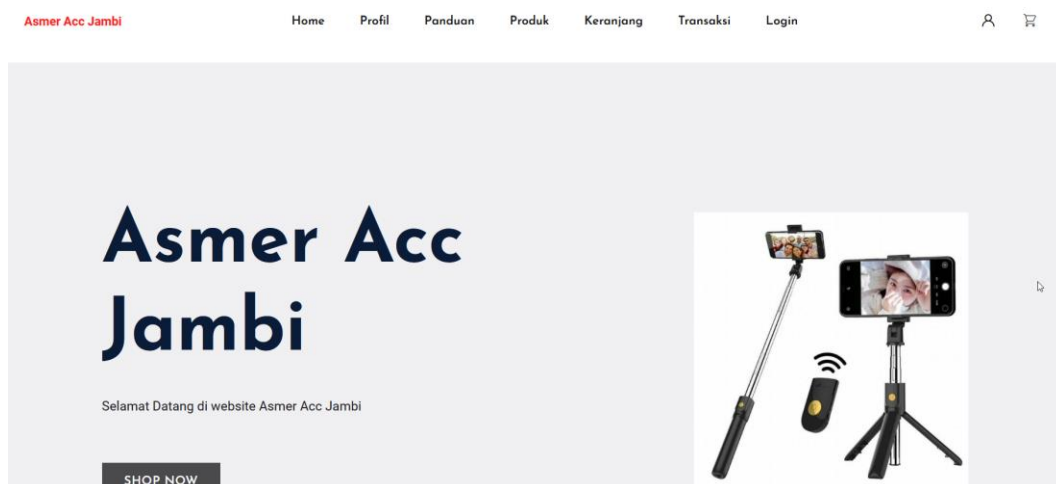 Asmer Acc Jambi
Home Profil Panduan Produk Keranjang Transaksi Login
Asmer Acc
Jambi
Selamat Datang di website Asmer Acc Jambi
SHOP NOW